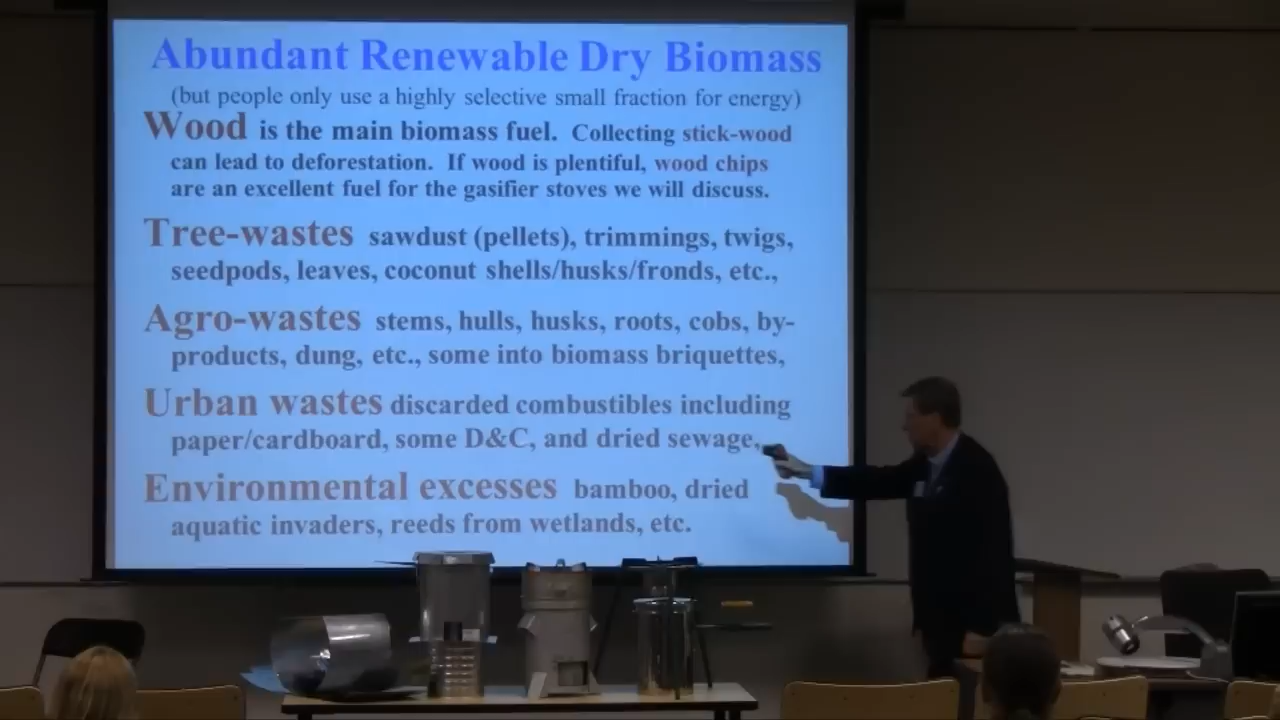 Abundant Renewable Dry Biomass
(but people only use a highly selective small fraction for energy)
Wood is the main biomass fuel. Collecting stick-wood
can lead to deforestation. If wood is plentiful, wood chips
are an excellent fuel for the gasifier stoves we will discuss.
Tree-wastes sawdust (pellets), trimmings, twigs,
seedpods, leaves, coconut shells/husks/fronds, etc.,
Agro-wastes stems, hulls, husks, roots, cobs, by-
products, dung, etc., some into biomass briquettes,
Urban wastes discarded combustibles including
paper/cardboard, some D&C, and dried sewage,
Environmental excesses bamboo, dried
aquatic invaders, reeds from wetlands, etc.